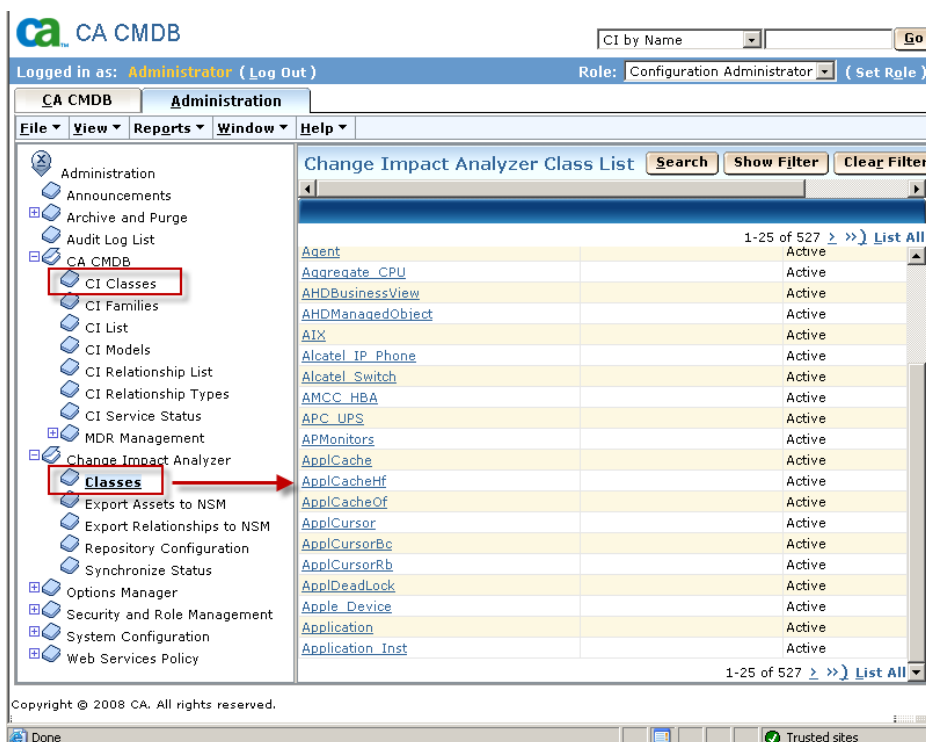 ca™ CA CMDB
CI by Name Go
Logged in as: Administrator ( Log Out ) Role: Configuration Administrator ( Set Role )
CA CMDB Administration
File View Reports Window Help
Administration
Announcements
Archive and Purge
Audit Log List
CA CMDB
CI Classes
CI Families
CI List
CI Models
CI Relationship List
CI Relationship Types
CI Service Status
MDR Management
Change Impact Analyzer
Classes
Export Assets to NSM
Export Relationships to NSM
Repository Configuration
Synchronize Status
Options Manager
Security and Role Management
System Configuration
Web Services Policy
Change Impact Analyzer Class List Search Show Filter Clear Filter
1-25 of 527 > >>) List All
Agent Active
Aggregate_CPU Active
AHDBusinessView Active
AHDManagedObject Active
AIX Active
Alcatel_IP_Phone Active
Alcatel_Switch Active
AMCC_HBA Active
APC_UPS Active
APMonitors Active
ApplCache Active
ApplCacheHf Active
ApplCacheOf Active
ApplCursor Active
ApplCursorBc Active
ApplCursorRb Active
ApplDeadLock Active
Apple_Device Active
Application Active
Application_Inst Active
1-25 of 527 > >>) List All
Copyright © 2008 CA. All rights reserved.
Done Trusted sites